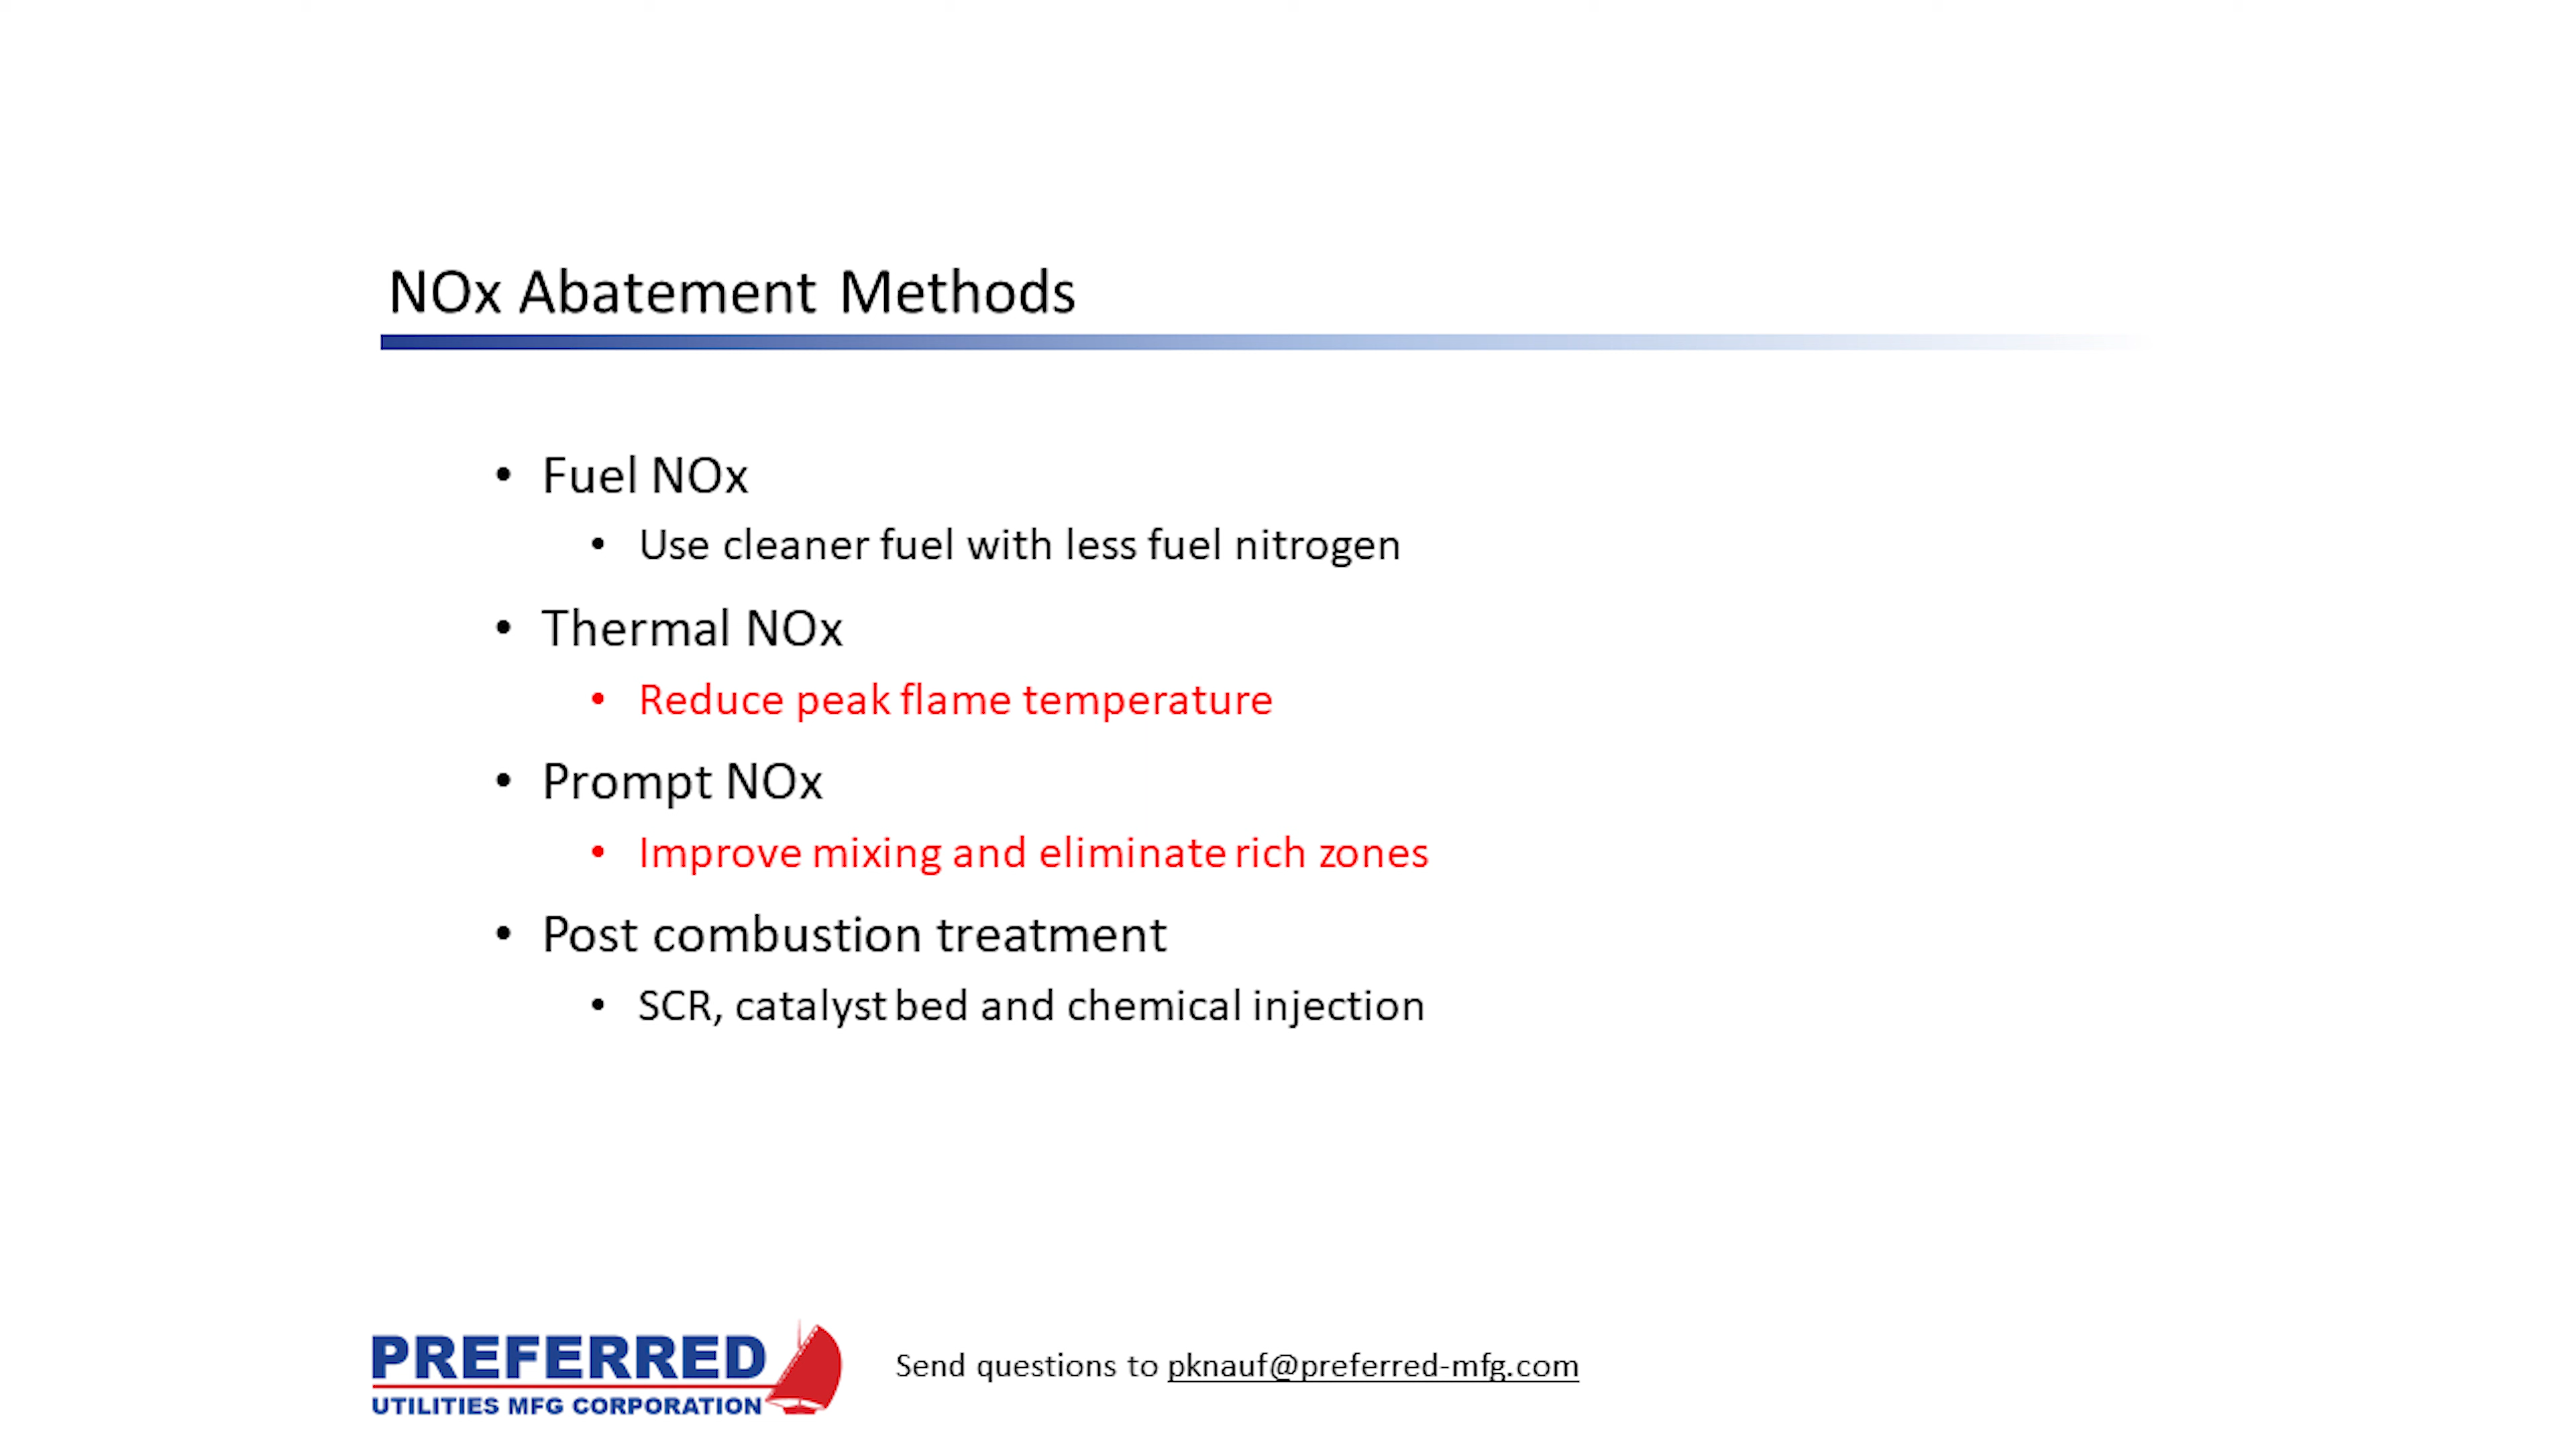 NOx Abatement Methods
• Fuel NOx
• Use cleaner fuel with less fuel nitrogen
• Thermal NOx
• Reduce peak flame temperature
• Prompt NOx
• Improve mixing and eliminate rich zones
• Post combustion treatment
• SCR, catalyst bed and chemical injection
PREFERRED
UTILITIES MFG CORPORATION
Send questions to pknauf@preferred-mfg.com